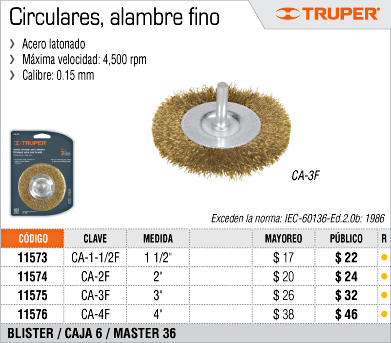 Circulares, alambre fino
TRUPER®
Acero latonado
Máxima velocidad: 4,500 rpm
Calibre: 0.15 mm
TRUPER
CA-3F
Exceden la norma: IEC-60136-Ed.2.0b: 1986
CÓDIGO CLAVE MEDIDA MAYOREO PÚBLICO R
11573 CA-1-1/2F 1 1/2" $ 17 $ 22
11574 CA-2F 2" $ 20 $ 24
11575 CA-3F 3" $ 26 $ 32
11576 CA-4F 4" $ 38 $ 46
BLISTER / CAJA 6 / MASTER 36